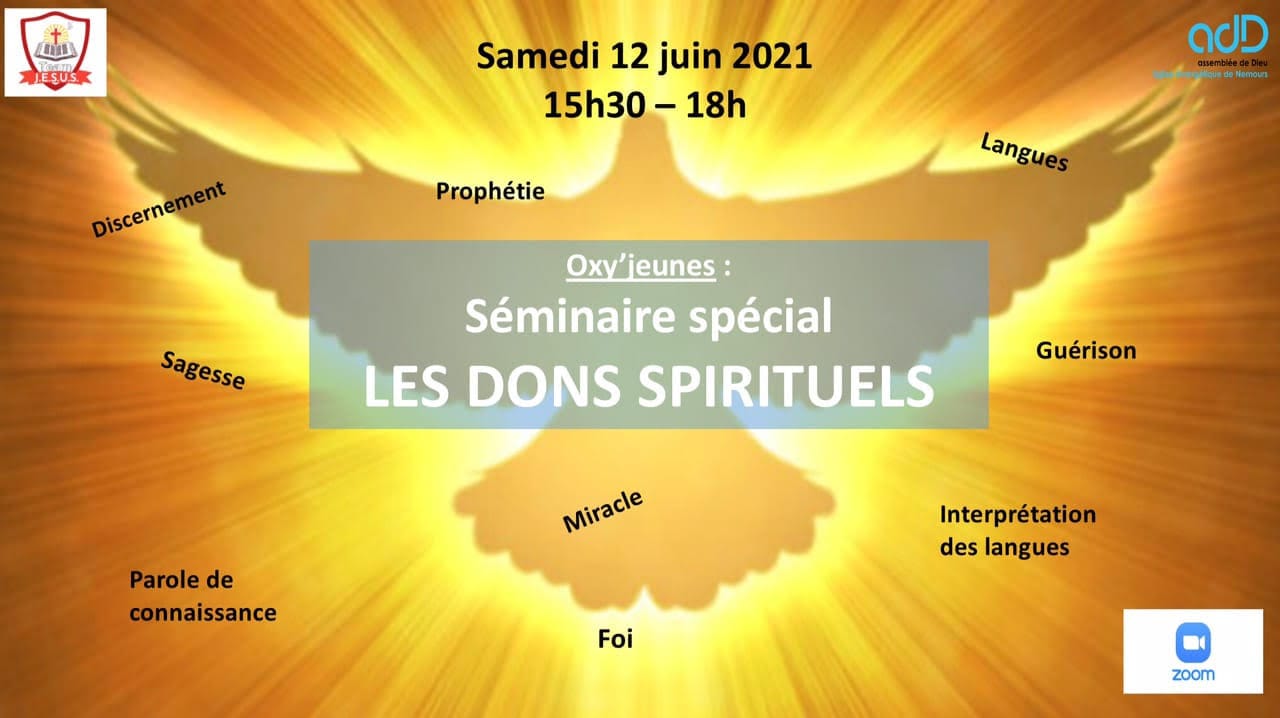 Team
J.E.S.U.S.
adD
assemblée de Dieu
évangélique de Nemours
Samedi 12 juin 2021
15h30 – 18h
Langues
Prophétie
Discernement
Oxy’jeunes :
Séminaire spécial
LES DONS SPIRITUELS
Sagesse
Guérison
Miracle
Interprétation
des langues
Parole de
connaissance
Foi
zoom